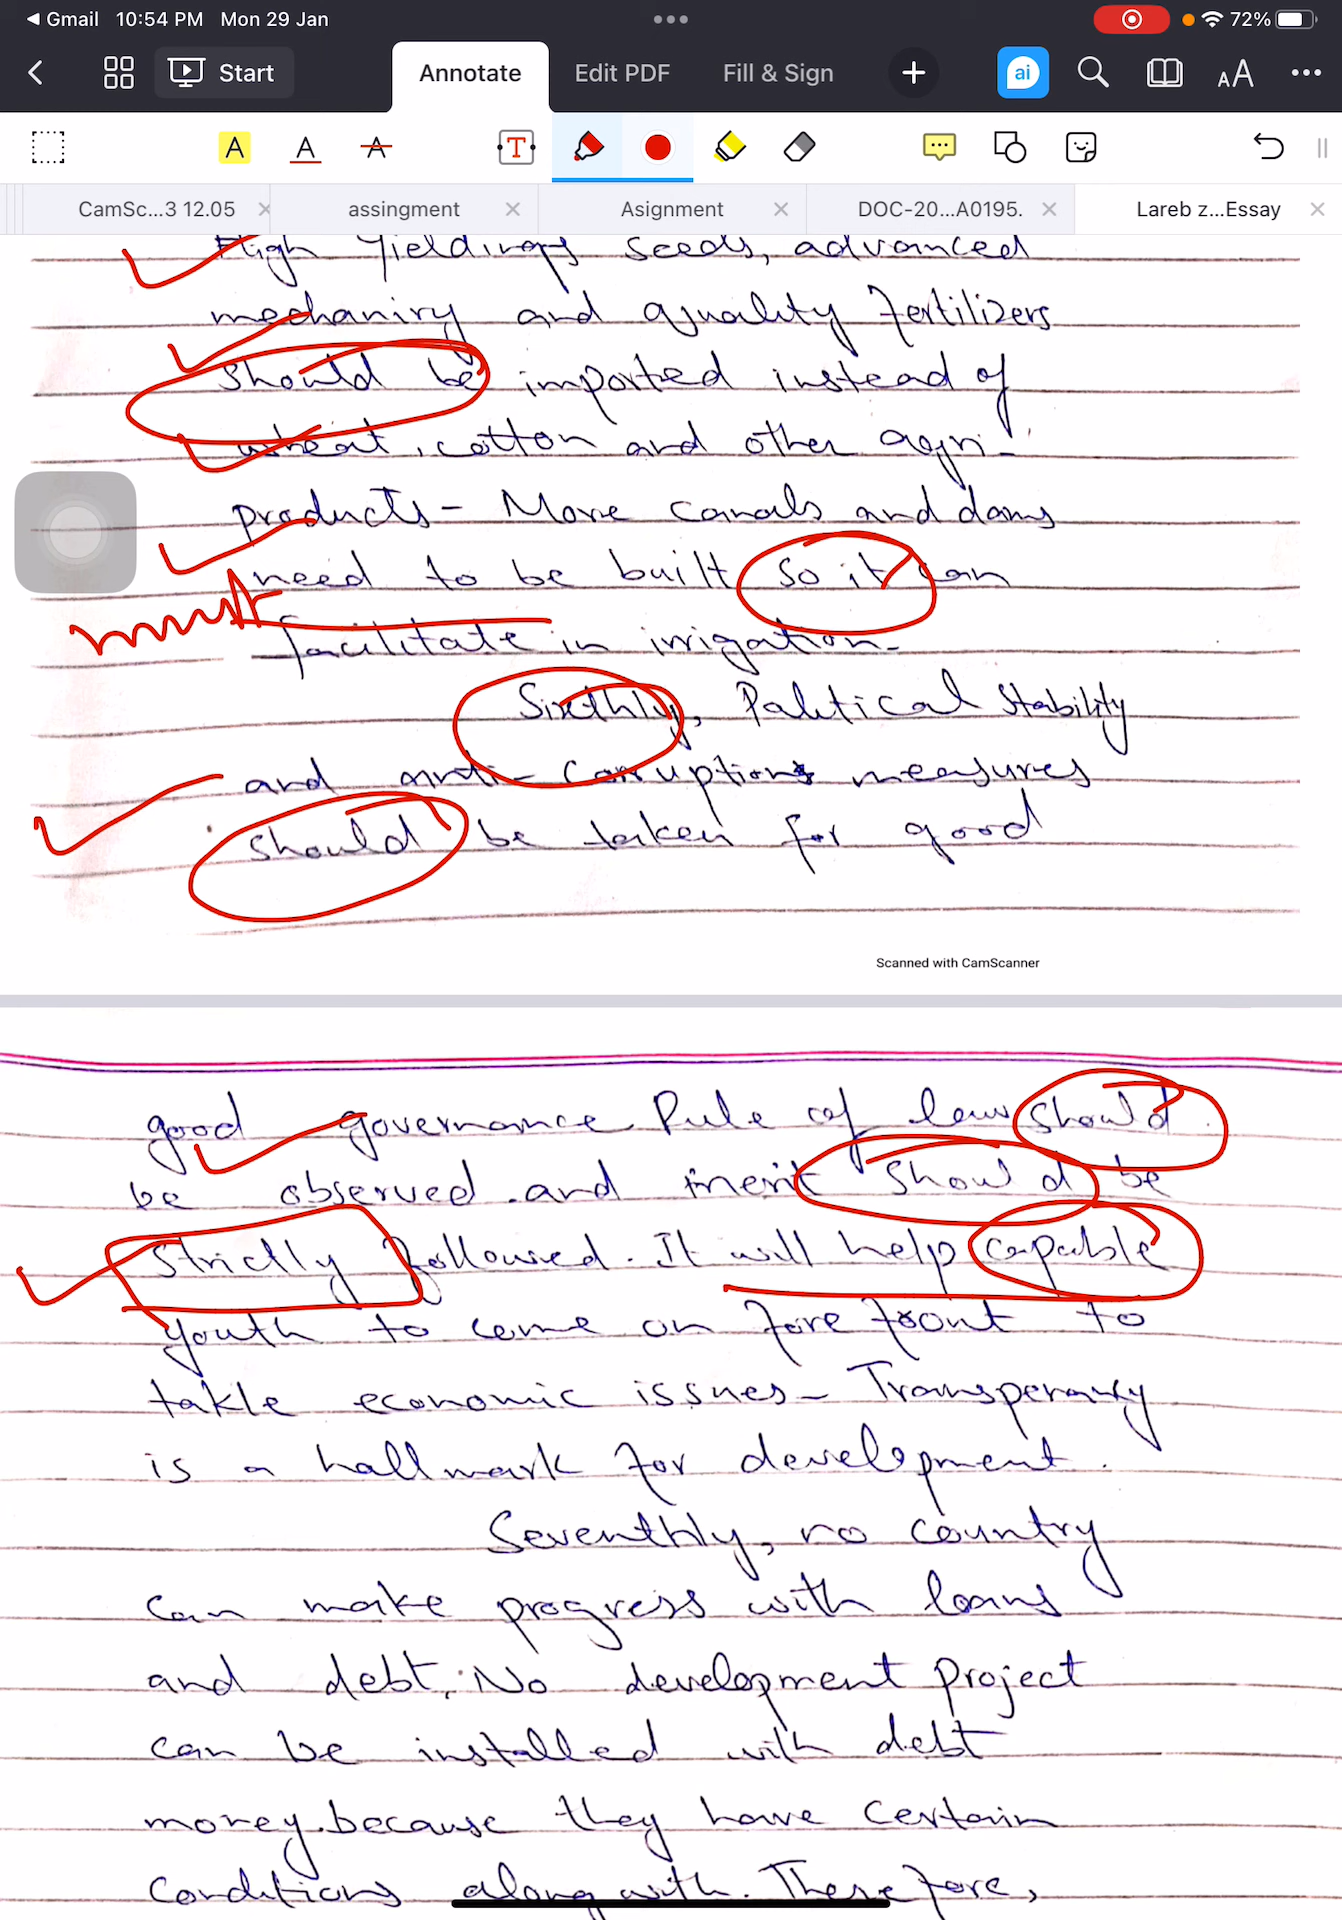 Gmail 10:54 PM Mon 29 Jan 72%
Start Annotate Edit PDF Fill & Sign ai AA
A A A T
CamSc...3 12.05 assingment Asignment DOC-20...A0195. Lareb z...Essay
High yieldings seeds, advanced
mechaniry and quality fertilizers
should be imported instead of
wheat, cotton and other agri-
products- More canals and dams
need to be built so it can
must
facilitate in irrigation-
Sixthly, Political stability
and anti-corruptions measures
should be taken for good
Scanned with CamScanner
good governance Rule of law should
be observed and merit should be
strictly followed. It will help capable
youth to come on forefront to
takle economic issues- Transperancy
is a hallmark for development.
Seventhly, no country
can make progress with loans
and debt. No development project
can be installed with debt
money.because they have certain
conditions along with. Therefore,